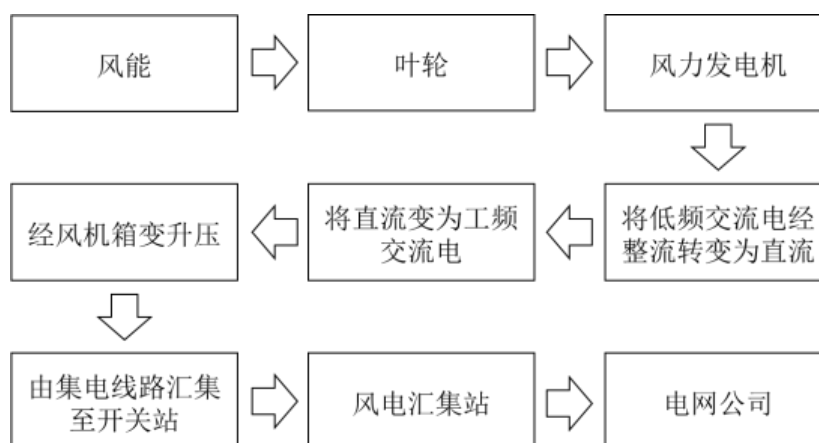 风能
叶轮
风力发电机
将低频交流电经
整流转变为直流
将直流变为工频
交流电
经风机箱变升压
由集电线路汇集
至开关站
风电汇集站
电网公司